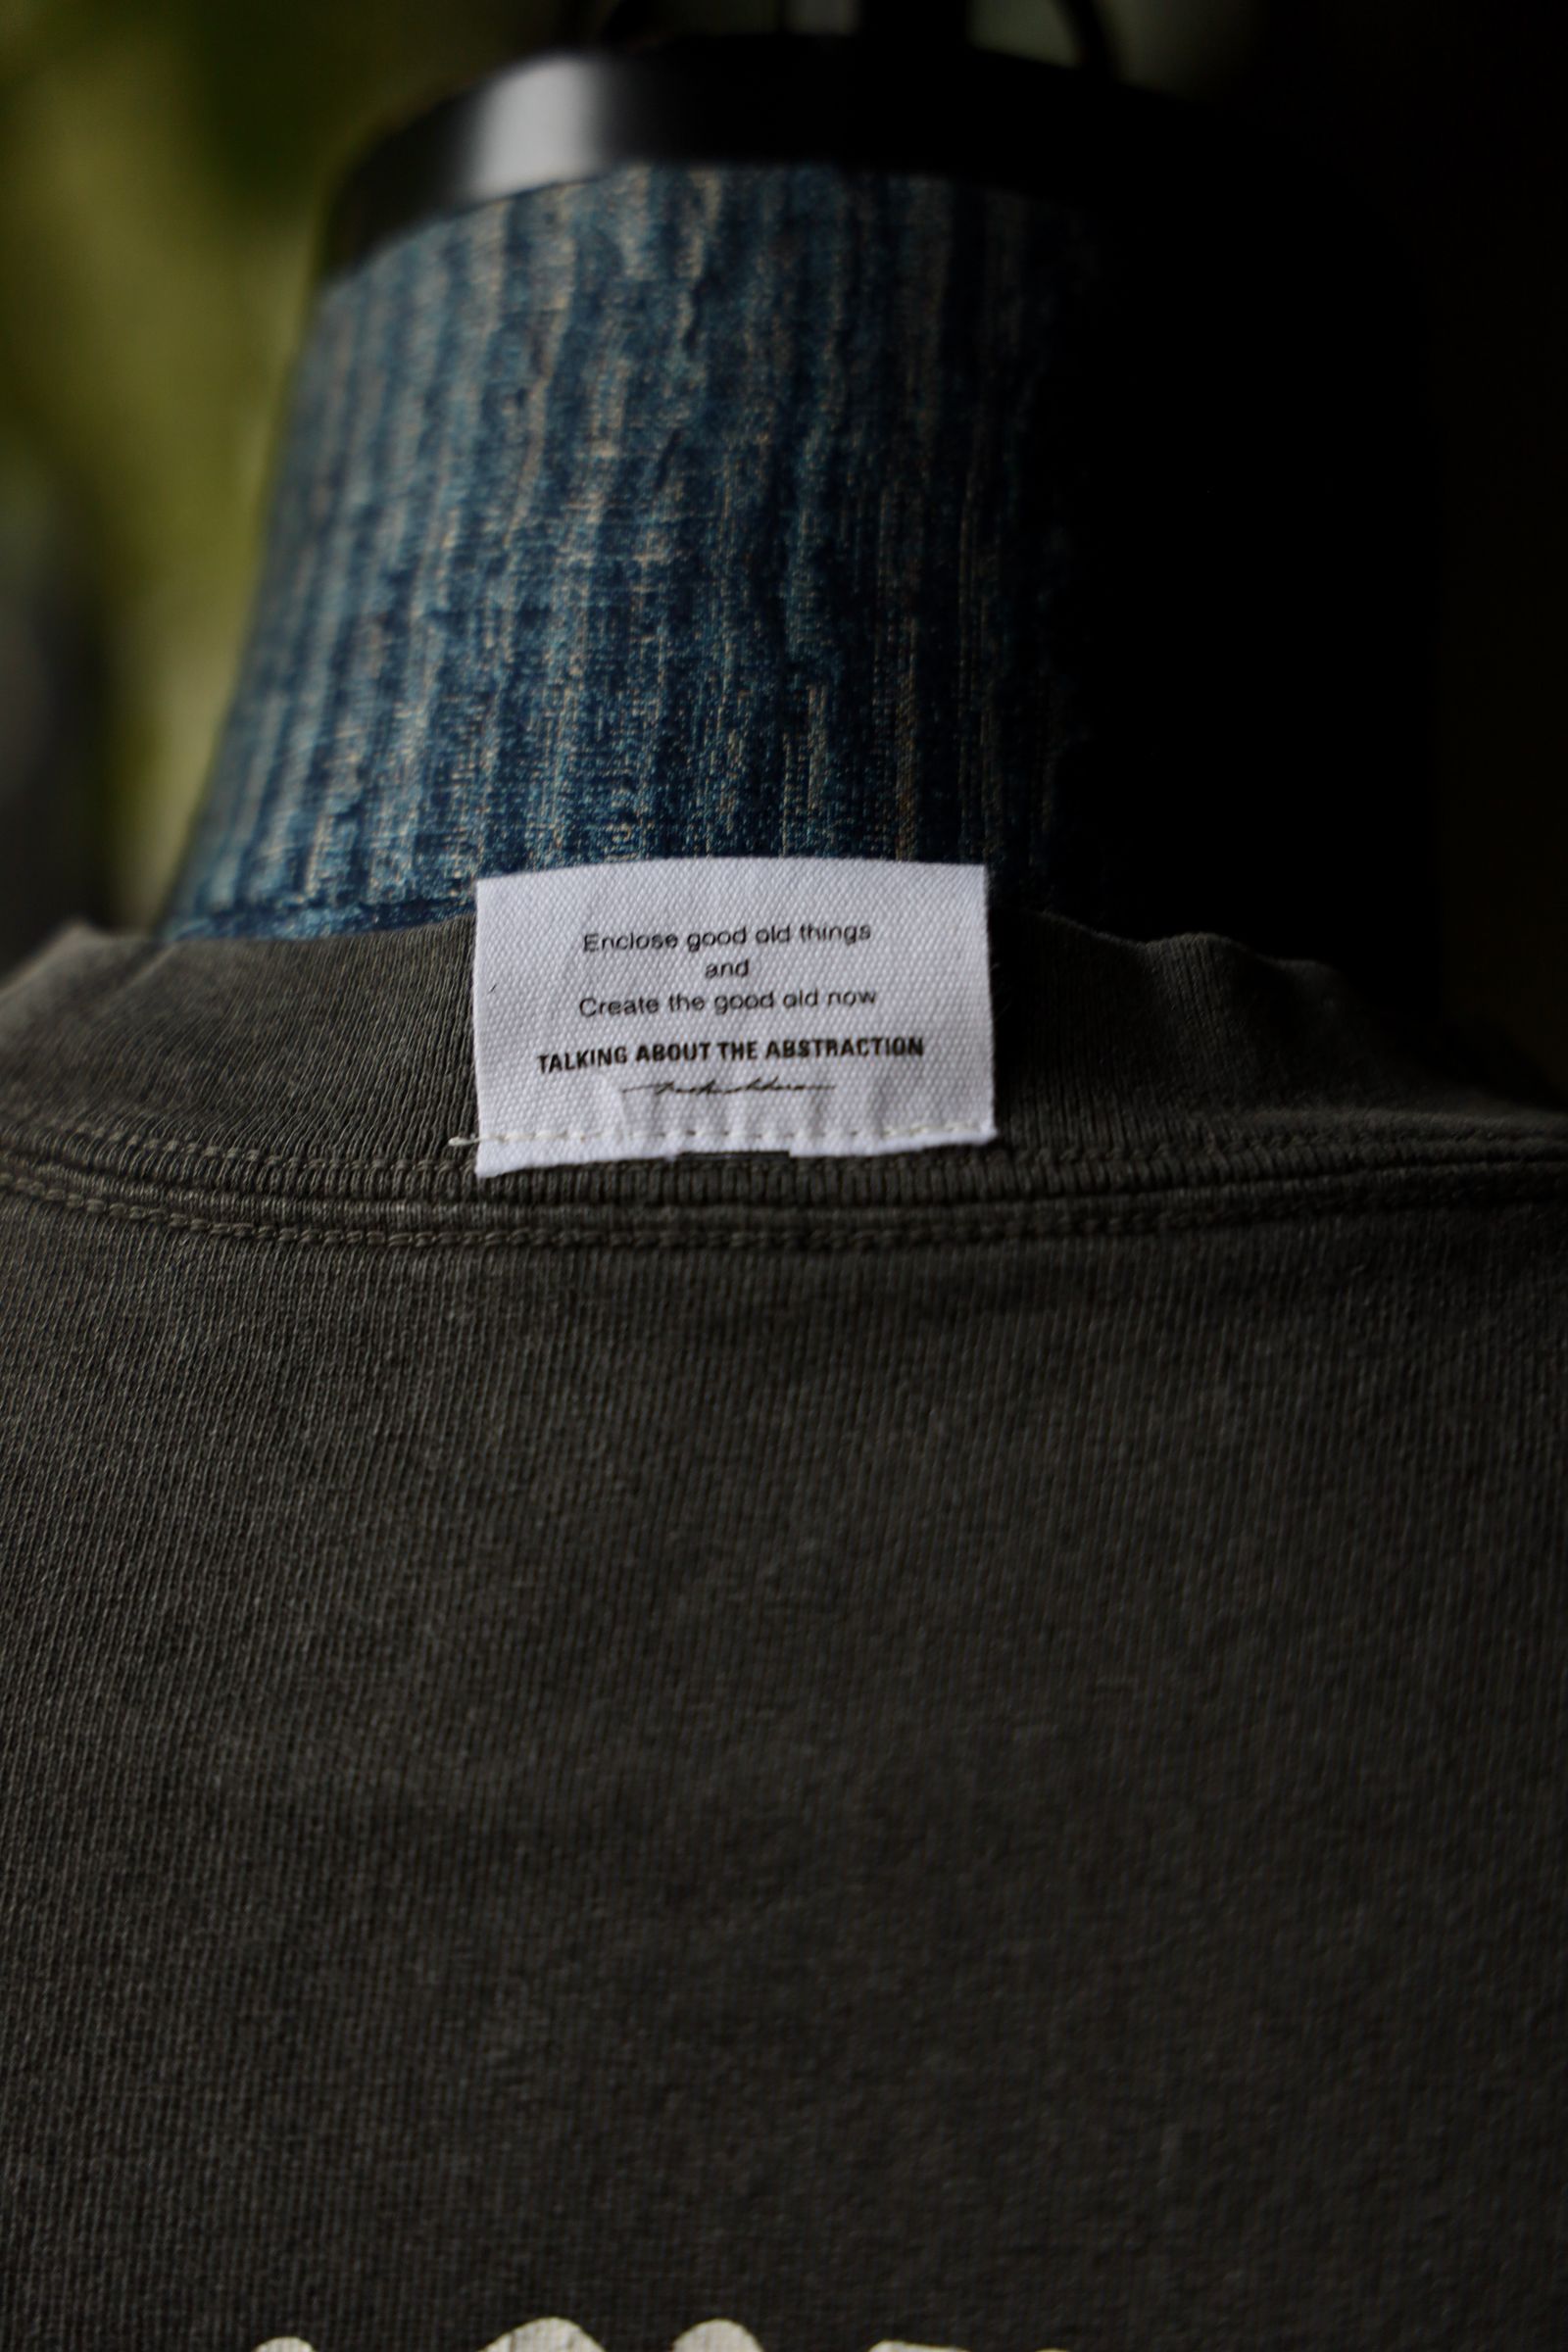 Enclose good old things
and
Create the good old now
TALKING ABOUT THE ABSTRACTION